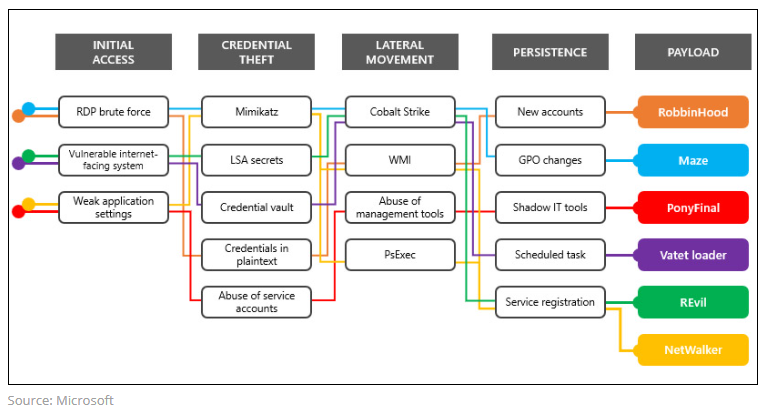 INITIAL
ACCESS
CREDENTIAL
THEFT
LATERAL
MOVEMENT
PERSISTENCE
PAYLOAD
RDP brute force
Mimikatz
Cobalt Strike
New accounts
RobbinHood
Vulnerable internet-
facing system
LSA secrets
WMI
GPO changes
Maze
Weak application
settings
Credential vault
Abuse of
management tools
Shadow IT tools
PonyFinal
Credentials in
plaintext
PsExec
Scheduled task
Vatet loader
Abuse of service
accounts
Service registration
REvil
NetWalker
Source: Microsoft